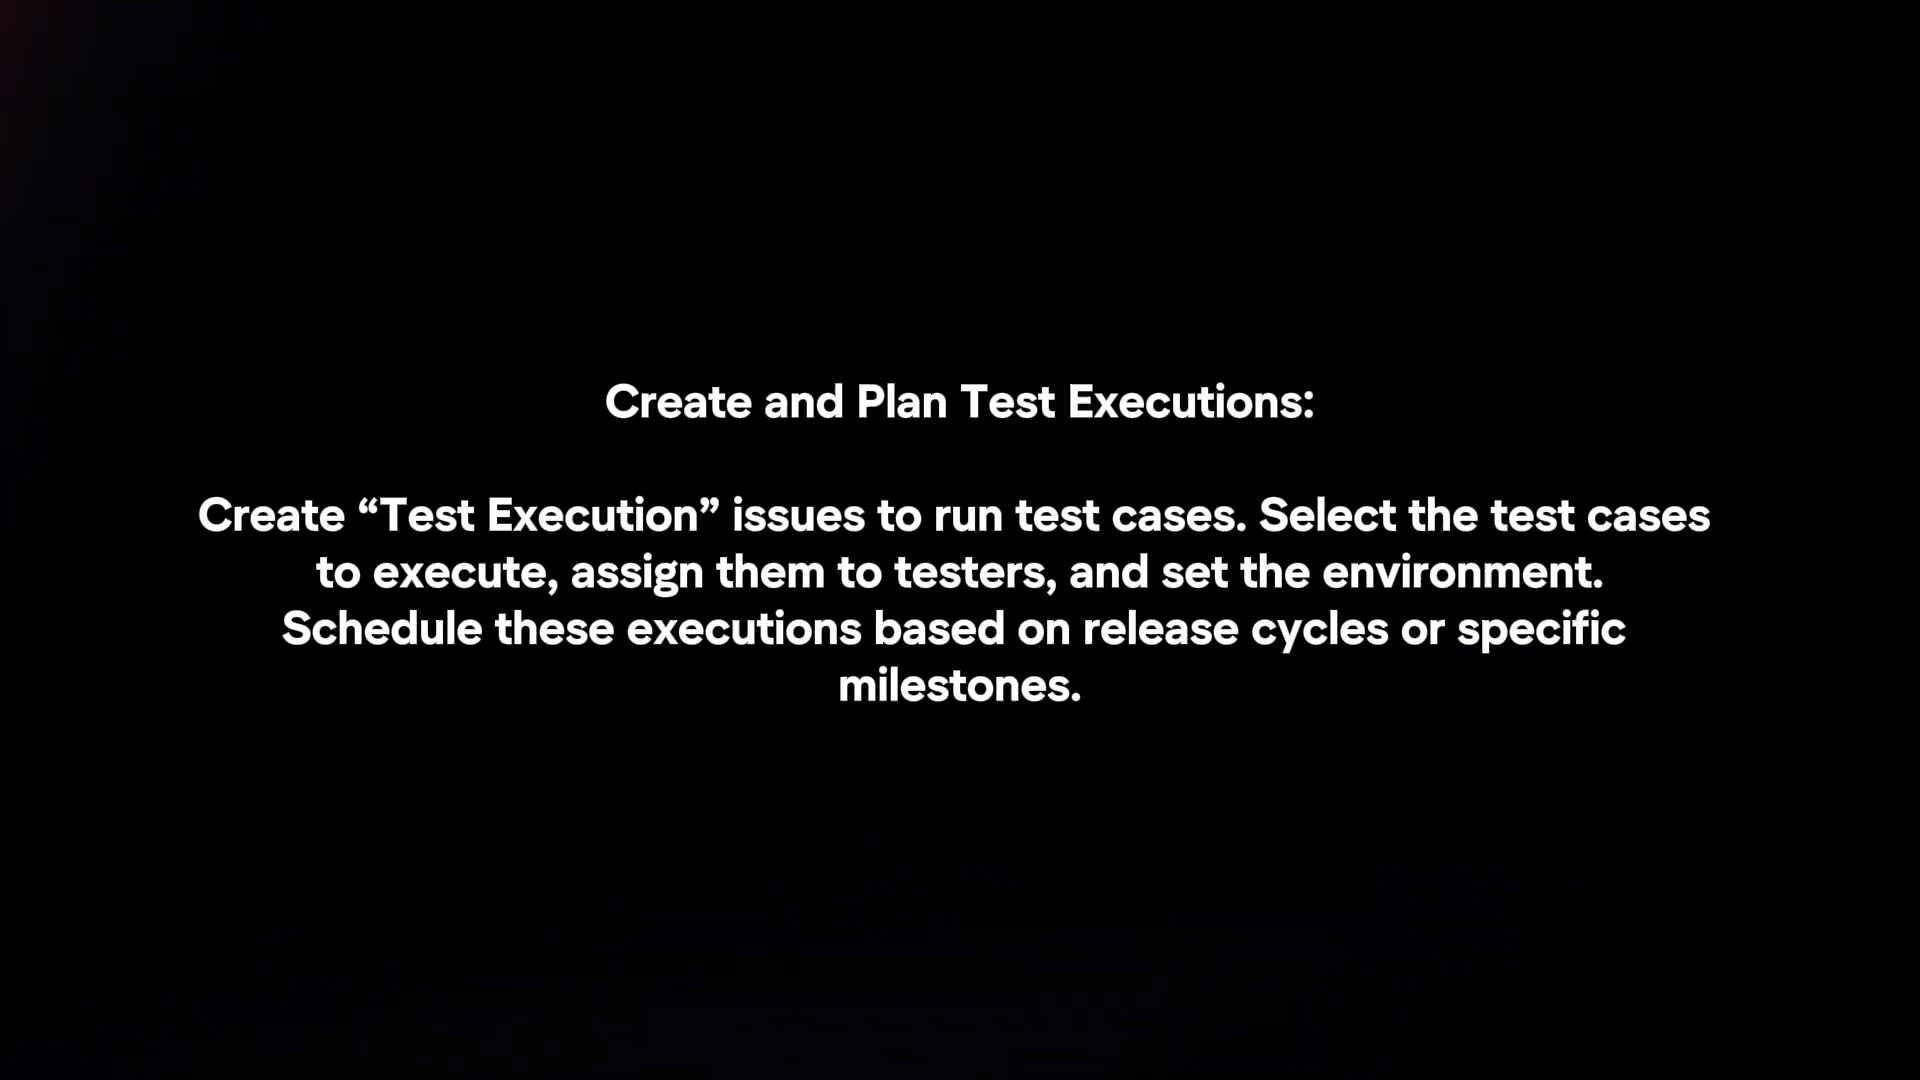 Create and Plan Test Executions:
Create “Test Execution” issues to run test cases. Select the test cases
to execute, assign them to testers, and set the environment.
Schedule these executions based on release cycles or specific
milestones.